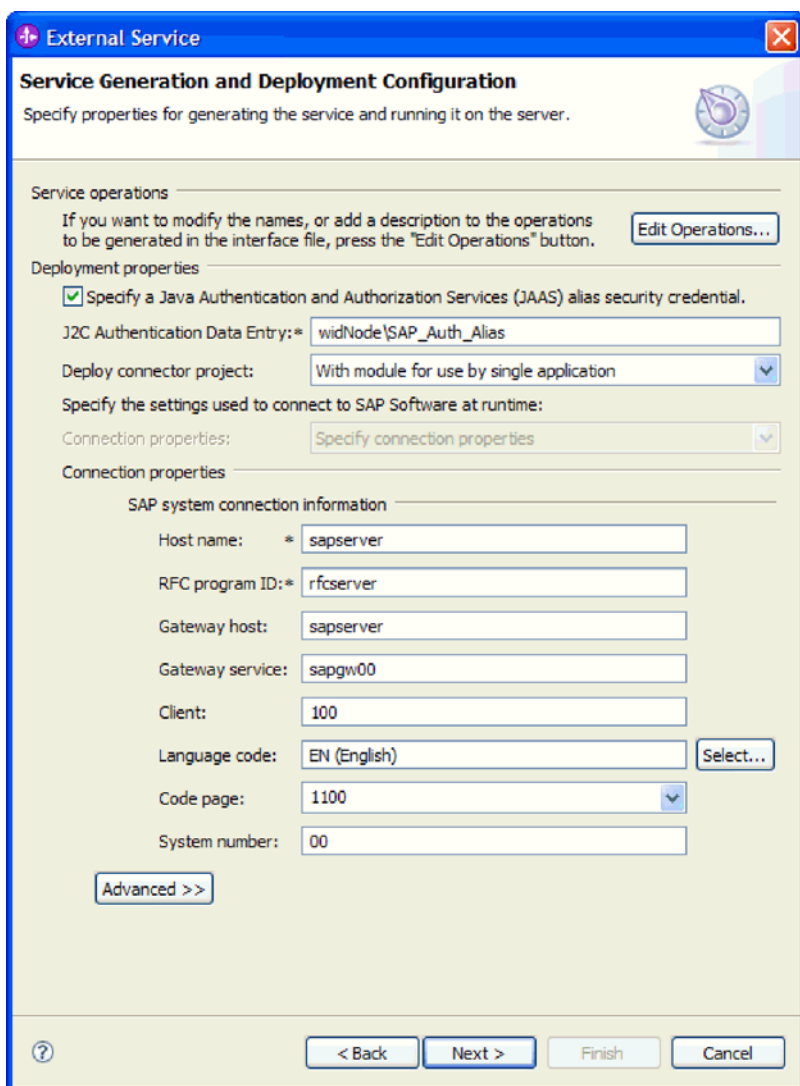 External Service
Service Generation and Deployment Configuration
Specify properties for generating the service and running it on the server.
Service operations
If you want to modify the names, or add a description to the operations
to be generated in the interface file, press the "Edit Operations" button.
Edit Operations...
Deployment properties
Specify a Java Authentication and Authorization Services (JAAS) alias security credential.
J2C Authentication Data Entry:* widNode\SAP_Auth_Alias
Deploy connector project: With module for use by single application
Specify the settings used to connect to SAP Software at runtime:
Connection properties: Specify connection properties
Connection properties
SAP system connection information
Host name: * sapserver
RFC program ID:* rfcserver
Gateway host: sapserver
Gateway service: sapgw00
Client: 100
Language code: EN (English) Select...
Code page: 1100
System number: 00
Advanced >>
? < Back Next > Finish Cancel